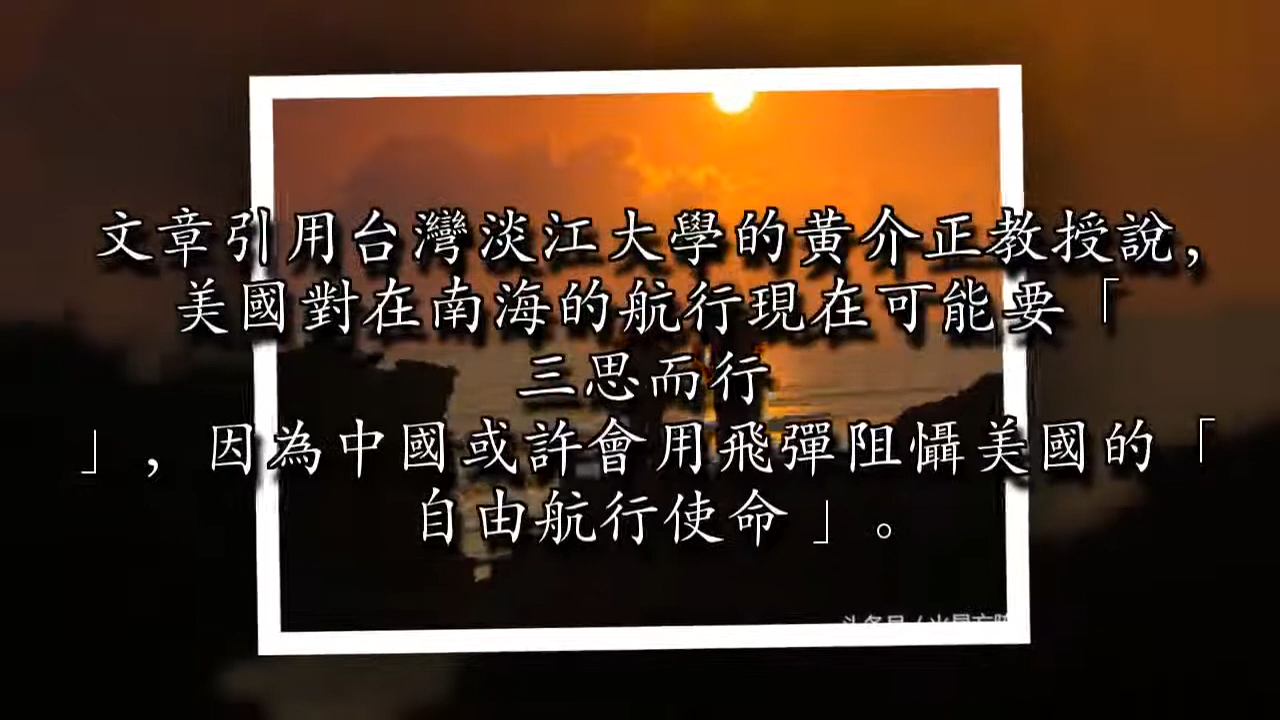 文章引用台灣淡江大學的黃介正教授說，
美國對在南海的航行現在可能要「
三思而行
」，因為中國或許會用飛彈阻懾美國的「
自由航行使命 」。